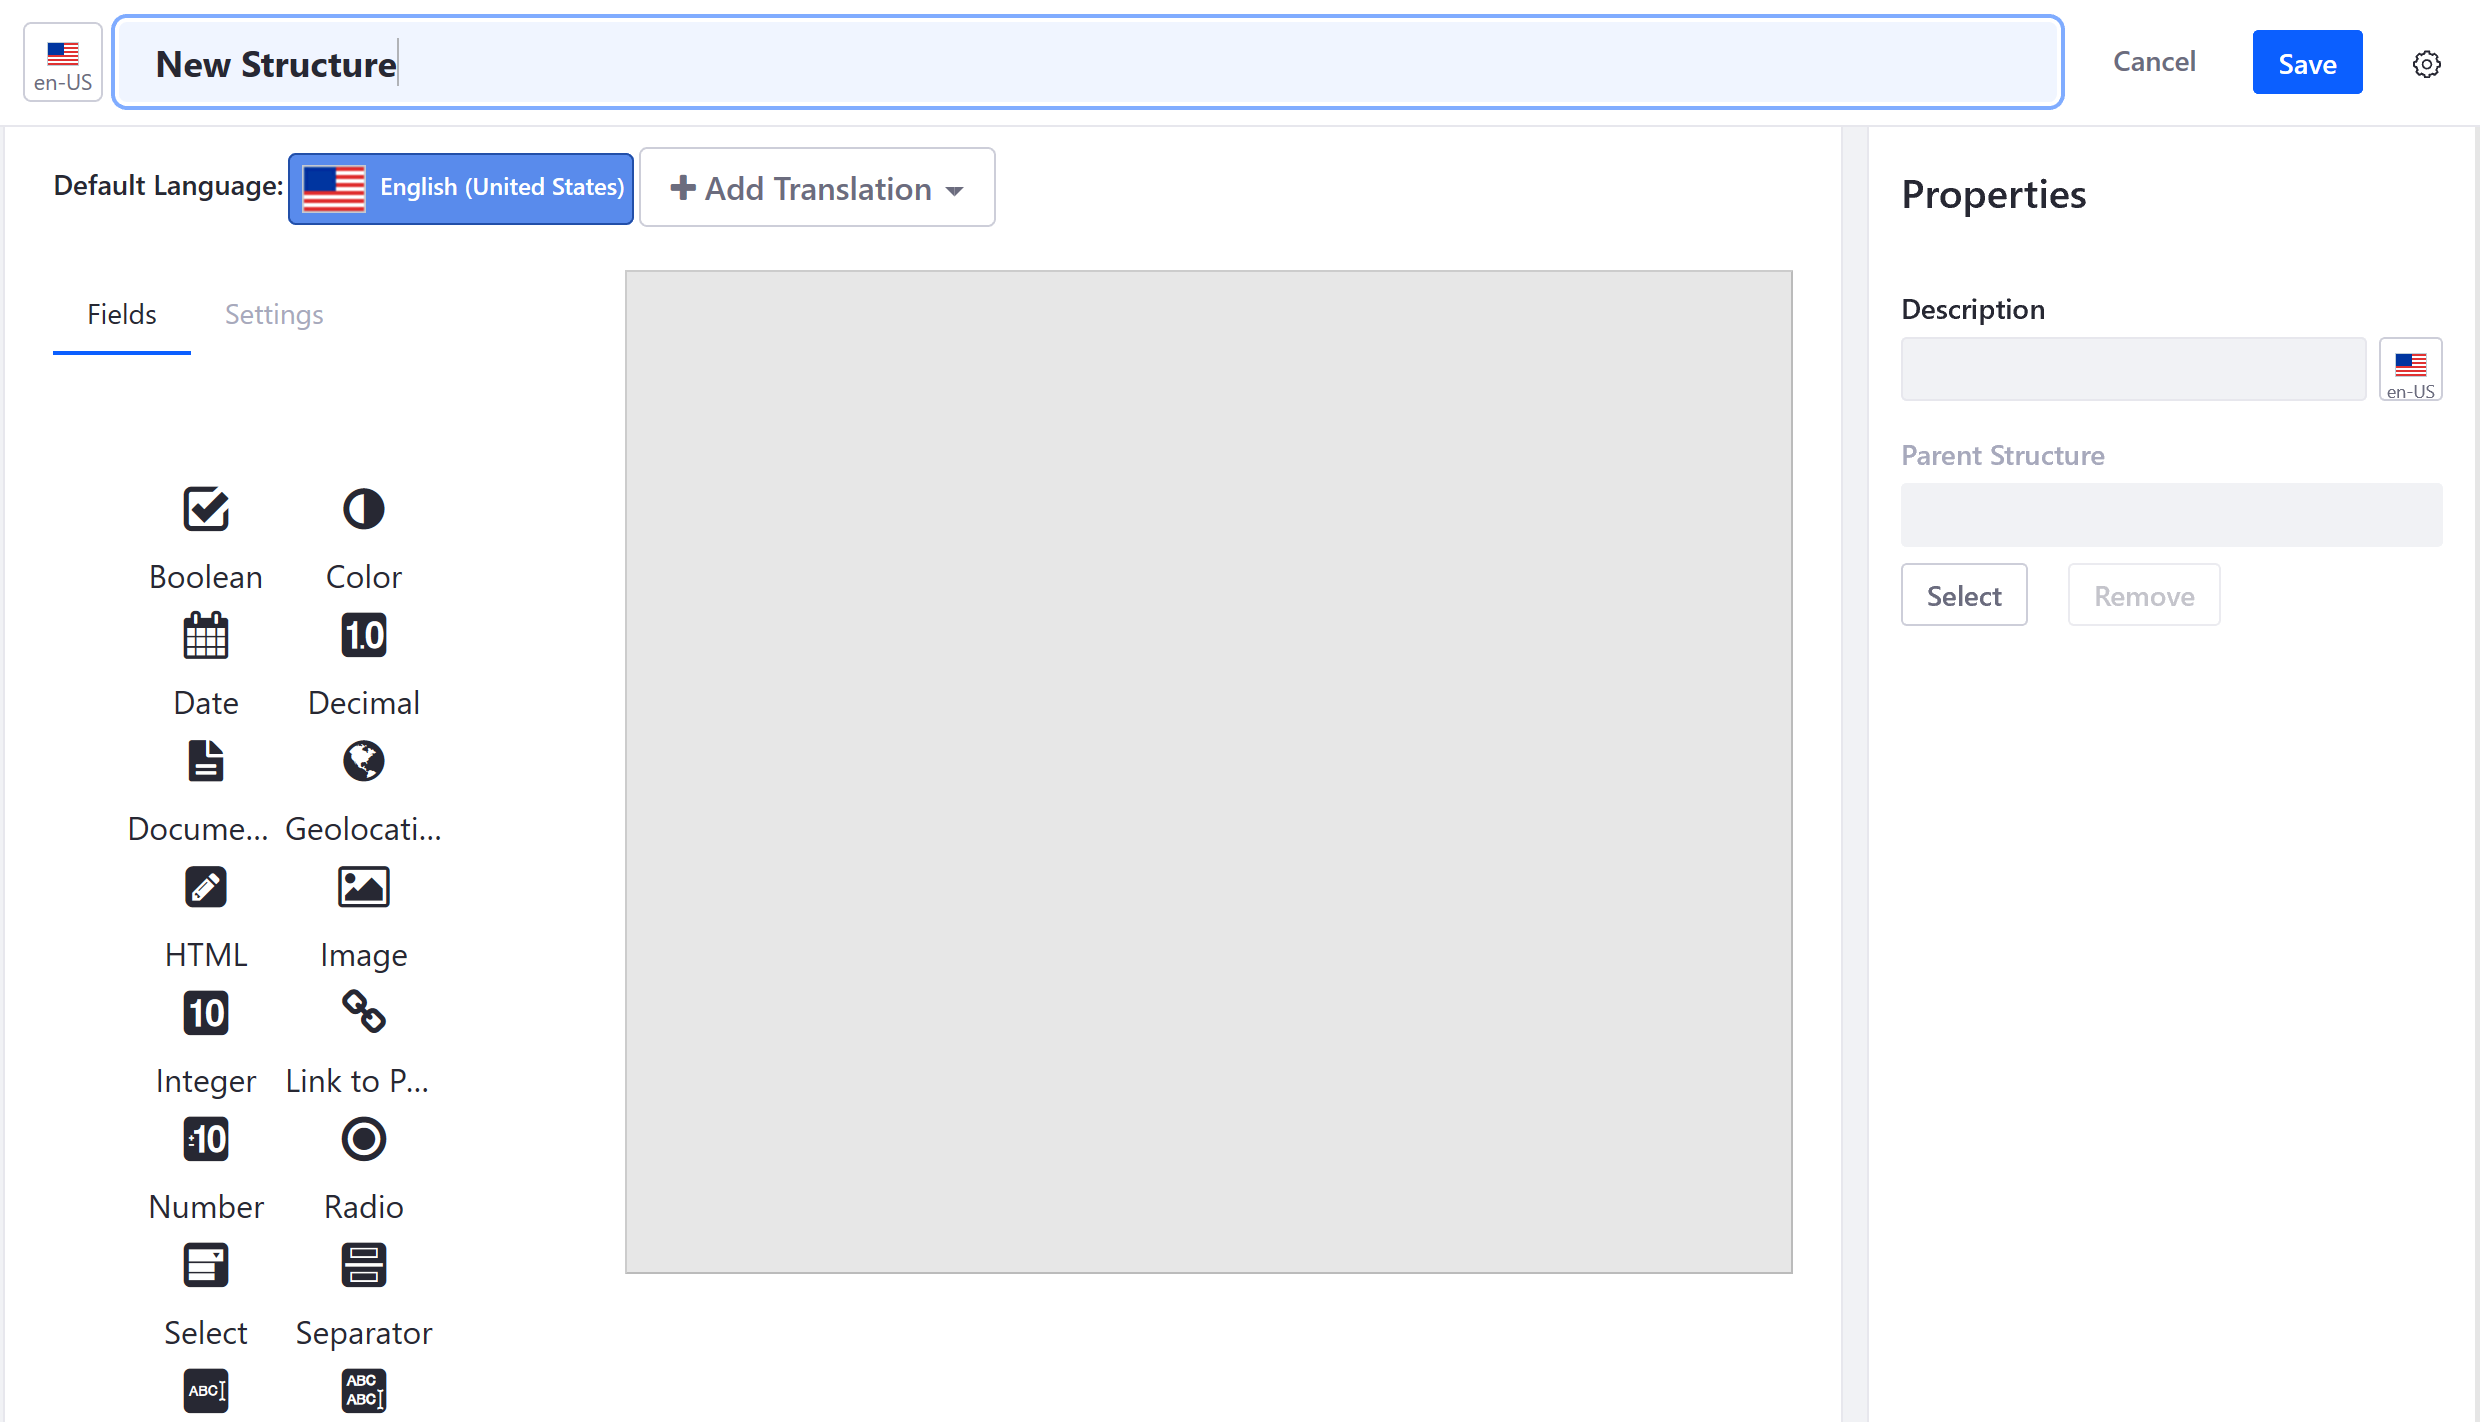 en-US
New Structure
Cancel
Save
Default Language:
English (United States)
Add Translation
Properties
Fields
Settings
Description
en-US
Parent Structure
Select
Remove
Boolean
Color
1.0
Date
Decimal
Docume...
Geolocati...
HTML
Image
10
Integer
Link to P...
±10
Number
Radio
Select
Separator
ABC
ABC
ABC